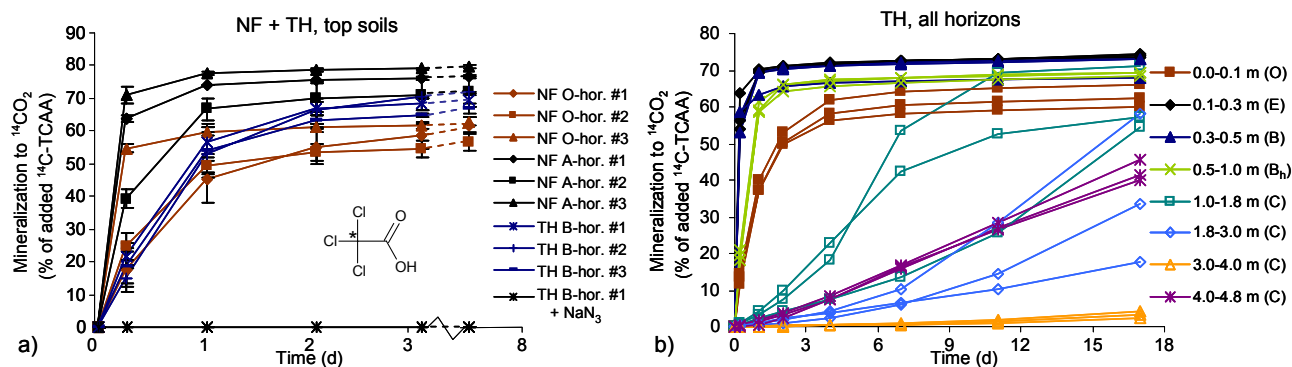 NF + TH, top soils
Mineralization to ¹⁴CO₂
(% of added ¹⁴C-TCAA)
90
80
70
60
50
40
30
20
10
0
0
1
2
3
8
Time (d)
a)
Cl
Cl
*
Cl
O
OH
NF O-hor. #1
NF O-hor. #2
NF O-hor. #3
NF A-hor. #1
NF A-hor. #2
NF A-hor. #3
TH B-hor. #1
TH B-hor. #2
TH B-hor. #3
TH B-hor. #1
+ NaN₃
TH, all horizons
Mineralization to ¹⁴CO₂
(% of added ¹⁴C-TCAA)
80
70
60
50
40
30
20
10
0
0
3
6
9
12
15
18
Time (d)
b)
0.0-0.1 m (O)
0.1-0.3 m (E)
0.3-0.5 m (B)
0.5-1.0 m (Bₕ)
1.0-1.8 m (C)
1.8-3.0 m (C)
3.0-4.0 m (C)
4.0-4.8 m (C)